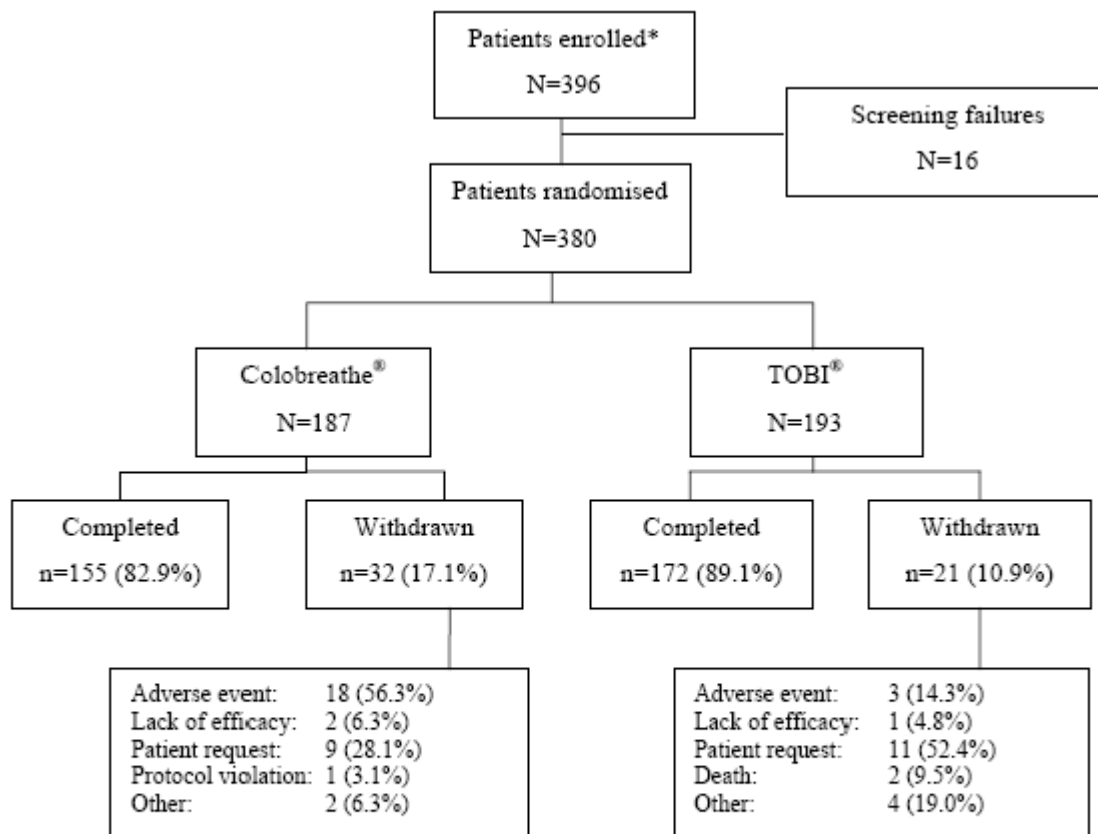 Patients enrolled*
N=396
Screening failures
N=16
Patients randomised
N=380
Colobreathe®
N=187
TOBI®
N=193
Completed
n=155 (82.9%)
Withdrawn
n=32 (17.1%)
Completed
n=172 (89.1%)
Withdrawn
n=21 (10.9%)
Adverse event: 18 (56.3%)
Lack of efficacy: 2 (6.3%)
Patient request: 9 (28.1%)
Protocol violation: 1 (3.1%)
Other: 2 (6.3%)
Adverse event: 3 (14.3%)
Lack of efficacy: 1 (4.8%)
Patient request: 11 (52.4%)
Death: 2 (9.5%)
Other: 4 (19.0%)